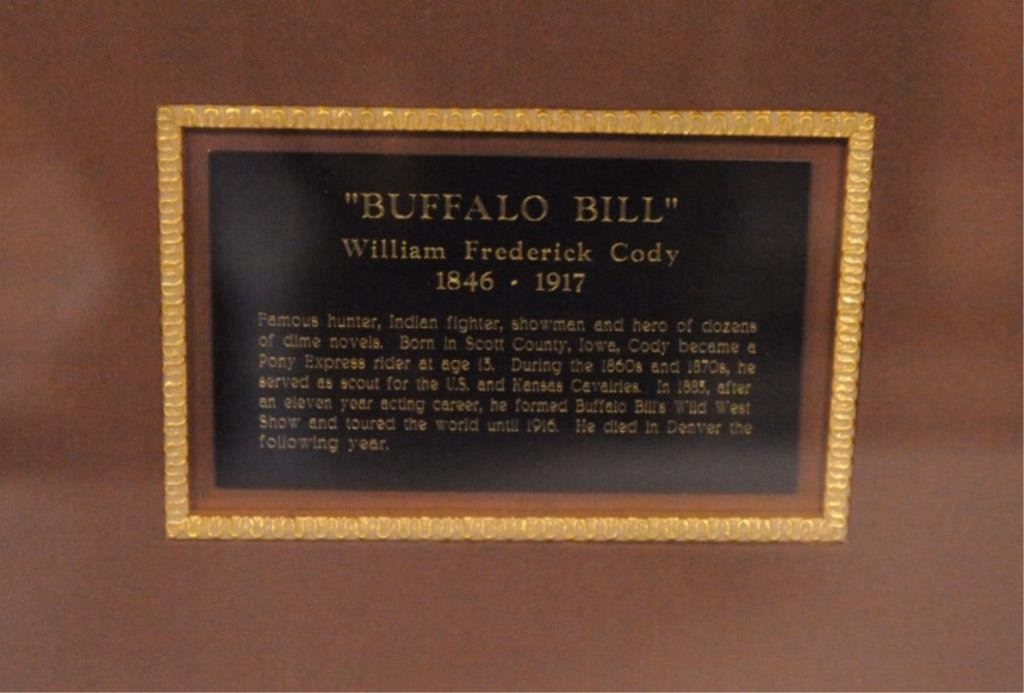 "BUFFALO BILL"
William Frederick Cody
1846 · 1917
Famous hunter, Indian fighter, showman and hero of dozens
of dime novels. Born in Scott County, Iowa, Cody became a
Pony Express rider at age 13. During the 1860s and 1870s, he
served as scout for the U.S. and Kansas Cavalries. In 1883, after
an eleven year acting career, he formed Buffalo Bill's Wild West
Show and toured the world until 1916. He died in Denver the
following year.